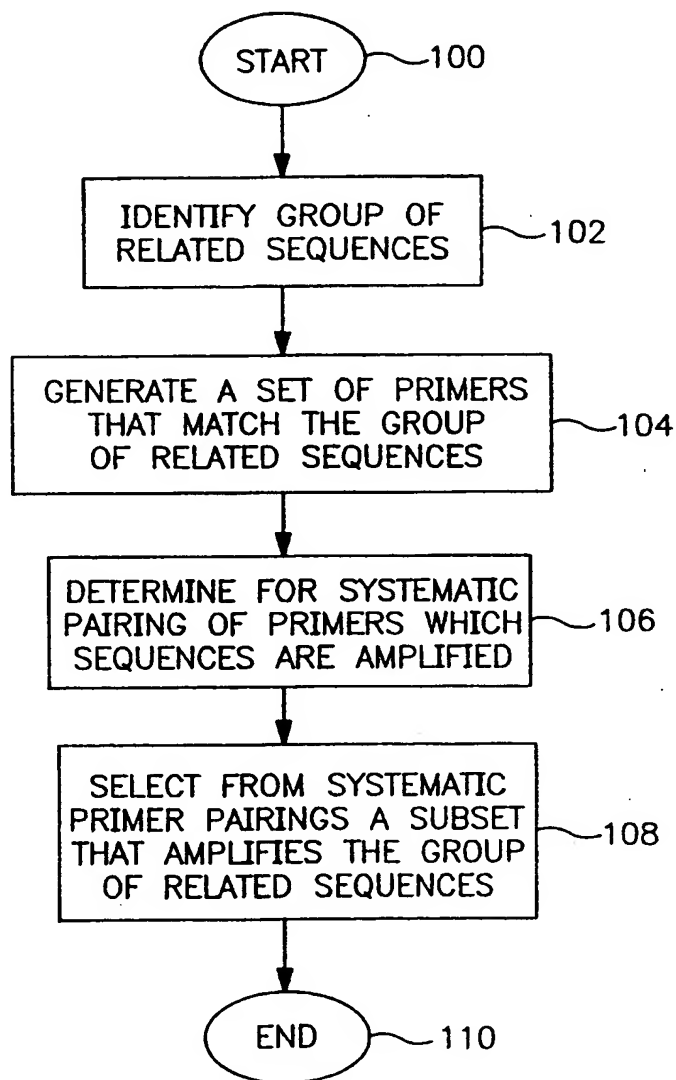 START
100
IDENTIFY GROUP OF
RELATED SEQUENCES
102
GENERATE A SET OF PRIMERS
THAT MATCH THE GROUP
OF RELATED SEQUENCES
104
DETERMINE FOR SYSTEMATIC
PAIRING OF PRIMERS WHICH
SEQUENCES ARE AMPLIFIED
106
SELECT FROM SYSTEMATIC
PRIMER PAIRINGS A SUBSET
THAT AMPLIFIES THE GROUP
OF RELATED SEQUENCES
108
END
110